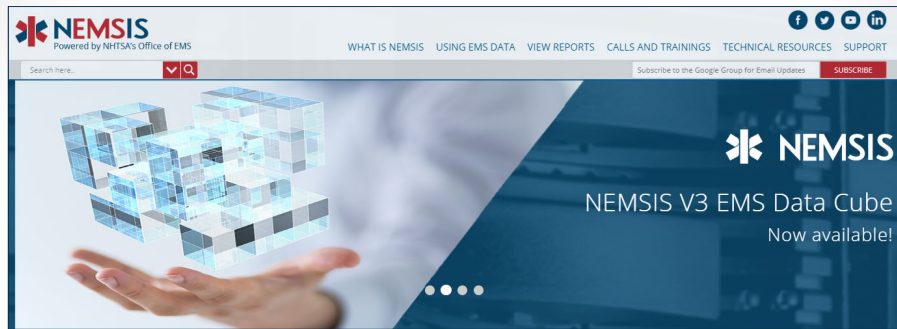 NEMSIS
Powered by NHTSA's Office of EMS
WHAT IS NEMSIS USING EMS DATA VIEW REPORTS CALLS AND TRAININGS TECHNICAL RESOURCES SUPPORT
Search here..
Subscribe to the Google Group for Email Updates SUBSCRIBE
NEMSIS
NEMSIS V3 EMS Data Cube
Now available!